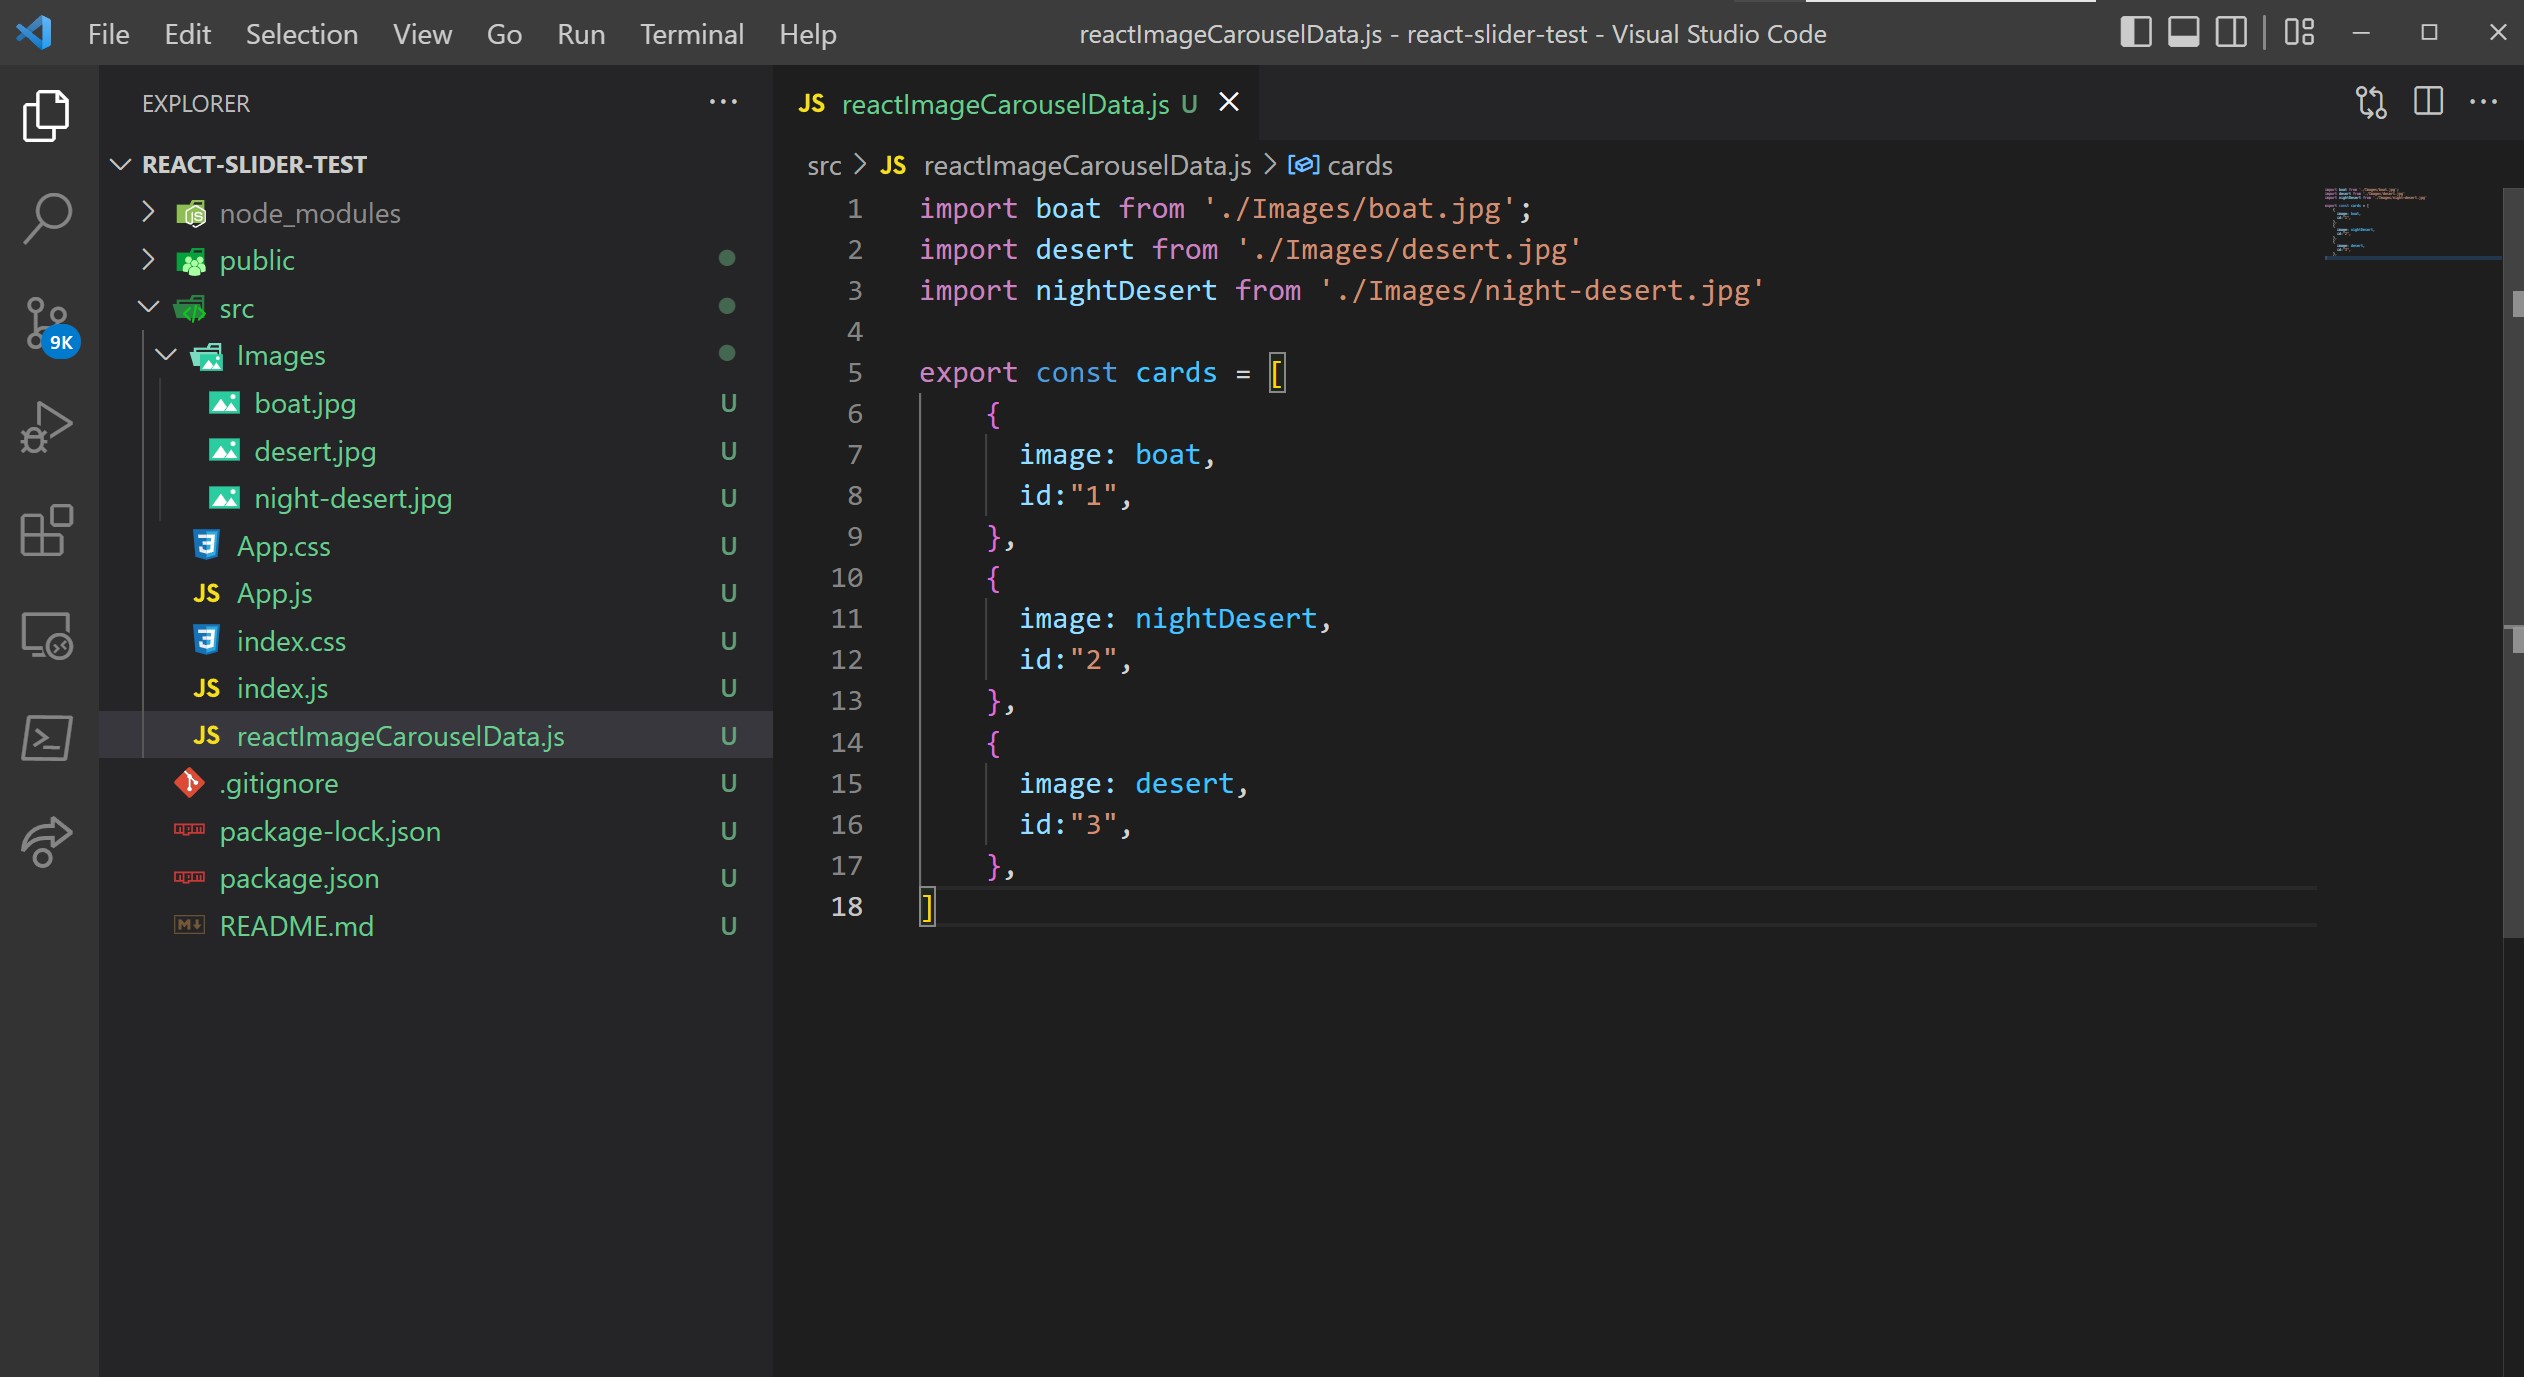 File Edit Selection View Go Run Terminal Help
reactImageCarouselData.js - react-slider-test - Visual Studio Code
EXPLORER
REACT-SLIDER-TEST
node_modules
public
src
Images
boat.jpg U
desert.jpg U
night-desert.jpg U
App.css U
JS App.js U
index.css U
JS index.js U
JS reactImageCarouselData.js U
.gitignore U
package-lock.json U
package.json U
README.md U
9K
JS reactImageCarouselData.js U
src > JS reactImageCarouselData.js > cards
1 import boat from './Images/boat.jpg';
2 import desert from './Images/desert.jpg'
3 import nightDesert from './Images/night-desert.jpg'
4
5 export const cards = [
6 {
7 image: boat,
8 id:"1",
9 },
10 {
11 image: nightDesert,
12 id:"2",
13 },
14 {
15 image: desert,
16 id:"3",
17 },
18 ]